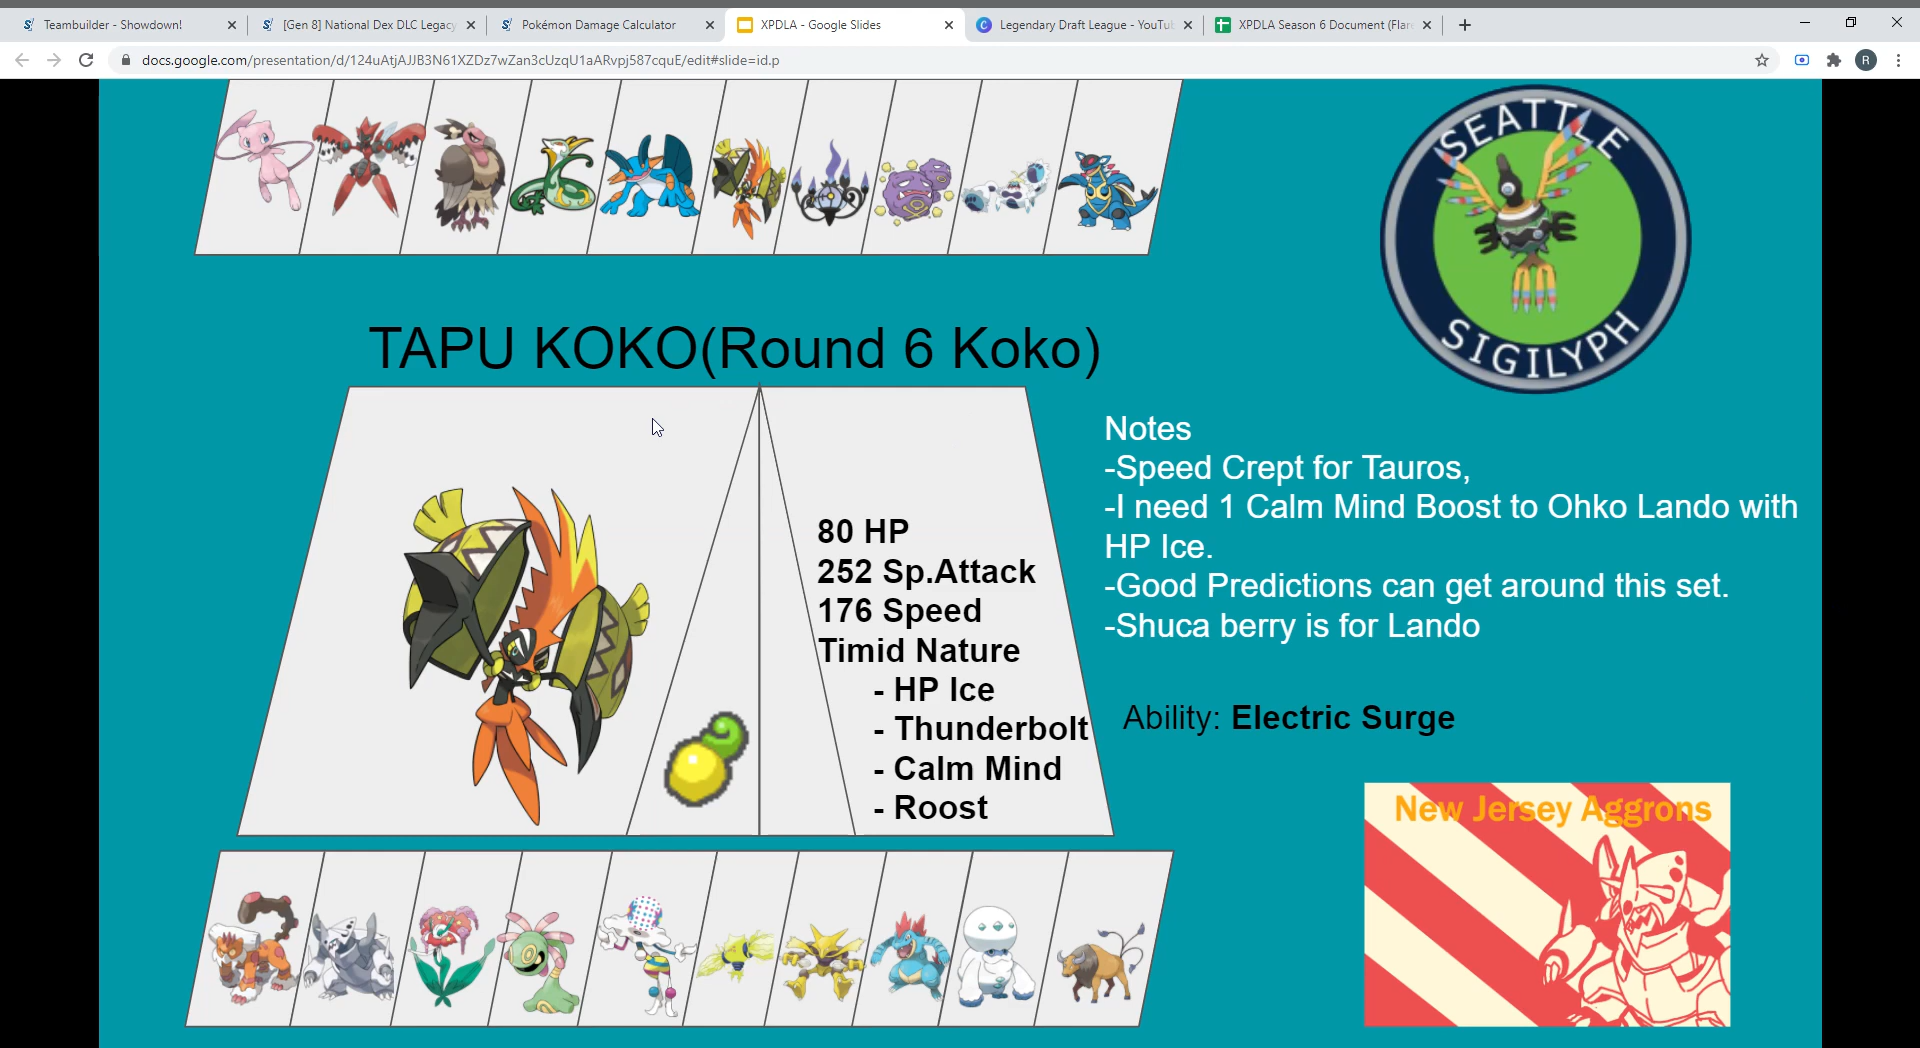 Teambuilder - Showdown!
[Gen 8] National Dex DLC Legacy
Pokémon Damage Calculator
XPDLA - Google Slides
Legendary Draft League - YouTu
XPDLA Season 6 Document (Flar
docs.google.com/presentation/d/124uAtjAJJB3N61XZDz7wZan3cUzqU1aARvpj587cquE/edit#slide=id.p
R
SEATTLE
SIGILYPH
TAPU KOKO(Round 6 Koko)
80 HP
252 Sp.Attack
176 Speed
Timid Nature
- HP Ice
- Thunderbolt
- Calm Mind
- Roost
Notes
-Speed Crept for Tauros,
-I need 1 Calm Mind Boost to Ohko Lando with
HP Ice.
-Good Predictions can get around this set.
-Shuca berry is for Lando
Ability: Electric Surge
New Jersey Aggrons